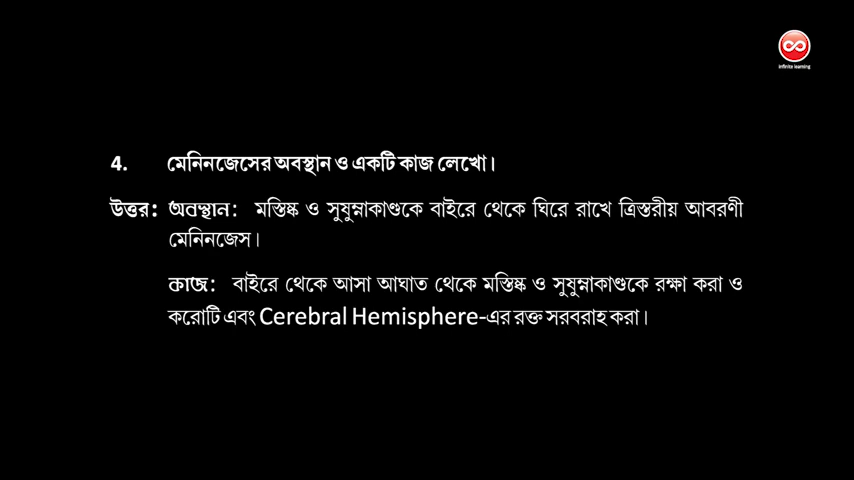 infinite learning
4. মেনিনজেসের অবস্থান ও একটি কাজ লেখো।
উত্তর: অবস্থান: মস্তিষ্ক ও সুষুম্নাকাণ্ডকে বাইরে থেকে ঘিরে রাখে ত্রিস্তরীয় আবরণী
মেনিনজেস।
কাজ: বাইরে থেকে আসা আঘাত থেকে মস্তিষ্ক ও সুষুম্নাকাণ্ডকে রক্ষা করা ও
করোটি এবং Cerebral Hemisphere-এর রক্ত সরবরাহ করা।